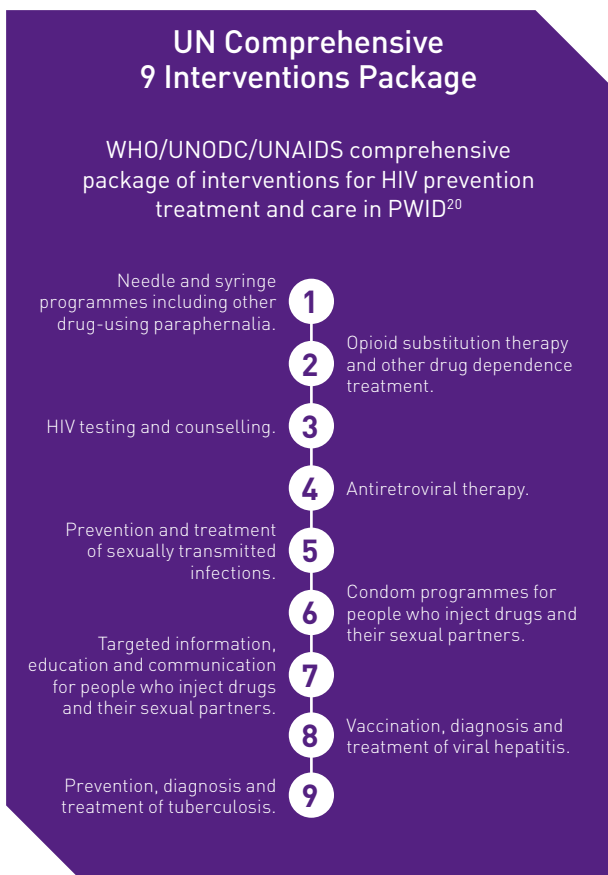 UN Comprehensive
9 Interventions Package
WHO/UNODC/UNAIDS comprehensive
package of interventions for HIV prevention
treatment and care in PWID20
Needle and syringe
programmes including other
drug-using paraphernalia.
1
2
Opioid substitution therapy
and other drug dependence
treatment.
HIV testing and counselling.
3
4
Antiretroviral therapy.
Prevention and treatment
of sexually transmitted
infections.
5
6
Condom programmes for
people who inject drugs and
their sexual partners.
Targeted information,
education and communication
for people who inject drugs
and their sexual partners.
7
8
Vaccination, diagnosis and
treatment of viral hepatitis.
Prevention, diagnosis and
treatment of tuberculosis.
9